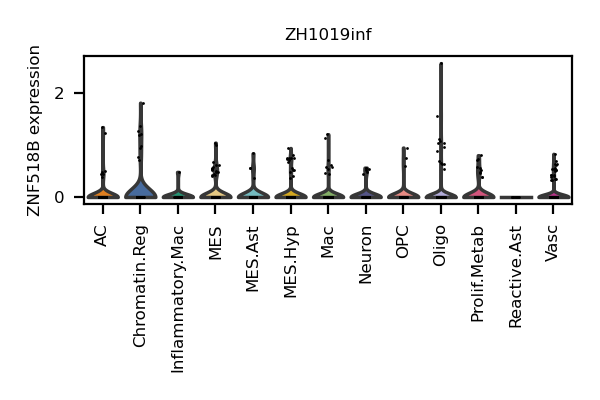 ZH1019inf
ZNF518B expression
2
0
AC
Chromatin.Reg
Inflammatory.Mac
MES
MES.Ast
MES.Hyp
Mac
Neuron
OPC
Oligo
Prolif.Metab
Reactive.Ast
Vasc